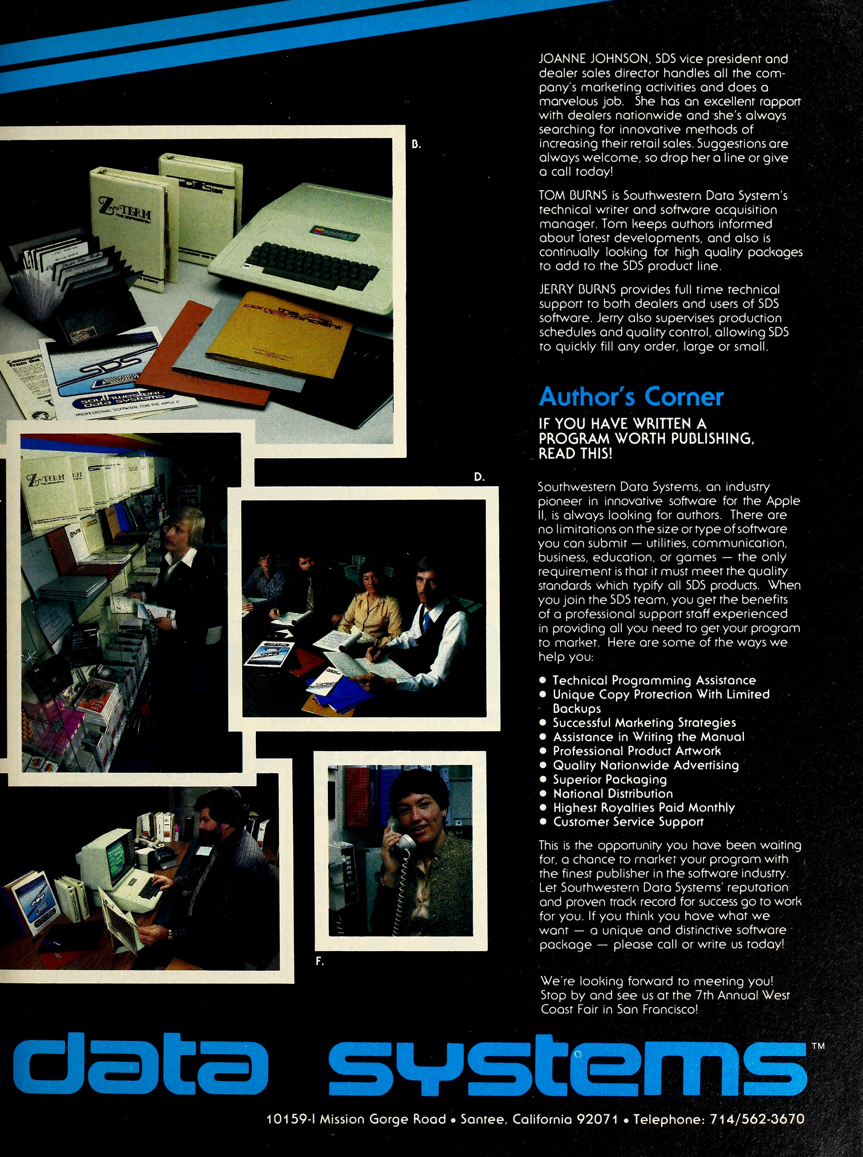 JOANNE JOHNSON, SDS vice president and
dealer sales director handles all the com-
pany's marketing activities and does a
marvelous job. She has an excellent rapport
with dealers nationwide and she's always
searching for innovative methods of
increasing their retail sales. Suggestions are
always welcome, so drop her a line or give
a call today!
TOM BURNS is Southwestern Data System's
technical writer and software acquisition
manager. Tom keeps authors informed
about latest developments, and also is
continually looking for high quality packages
to add to the SDS product line.
JERRY BURNS provides full time technical
support to both dealers and users of SDS
software. Jerry also supervises production
schedules and quality control, allowing SDS
to quickly fill any order, large or small.
Author's Corner
IF YOU HAVE WRITTEN A
PROGRAM WORTH PUBLISHING,
READ THIS!
Southwestern Data Systems, an industry
pioneer in innovative software for the Apple
II, is always looking for authors. There are
no limitations on the size or type of software
you can submit — utilities, communication,
business, education, or games — the only
requirement is that it must meet the quality
standards which typify all SDS products. When
you join the SDS team, you get the benefits
of a professional support staff experienced
in providing all you need to get your program
to market. Here are some of the ways we
help you:
● Technical Programming Assistance
● Unique Copy Protection With Limited
Backups
● Successful Marketing Strategies
● Assistance in Writing the Manual
● Professional Product Artwork
● Quality Nationwide Advertising
● Superior Packaging
● National Distribution
● Highest Royalties Paid Monthly
● Customer Service Support
This is the opportunity you have been waiting
for, a chance to market your program with
the finest publisher in the software industry.
Let Southwestern Data Systems' reputation
and proven track record for success go to work
for you. If you think you have what we
want — a unique and distinctive software
package — please call or write us today!
We're looking forward to meeting you!
Stop by and see us at the 7th Annual West
Coast Fair in San Francisco!
B.
Z-TERM
the correspondent
SDS
southwestern
data systems
PROFESSIONAL SOFTWARE FOR THE APPLE II
Z-TERM
D.
SDS
F.
data systems™
10159-I Mission Gorge Road • Santee, California 92071 • Telephone: 714/562-3670